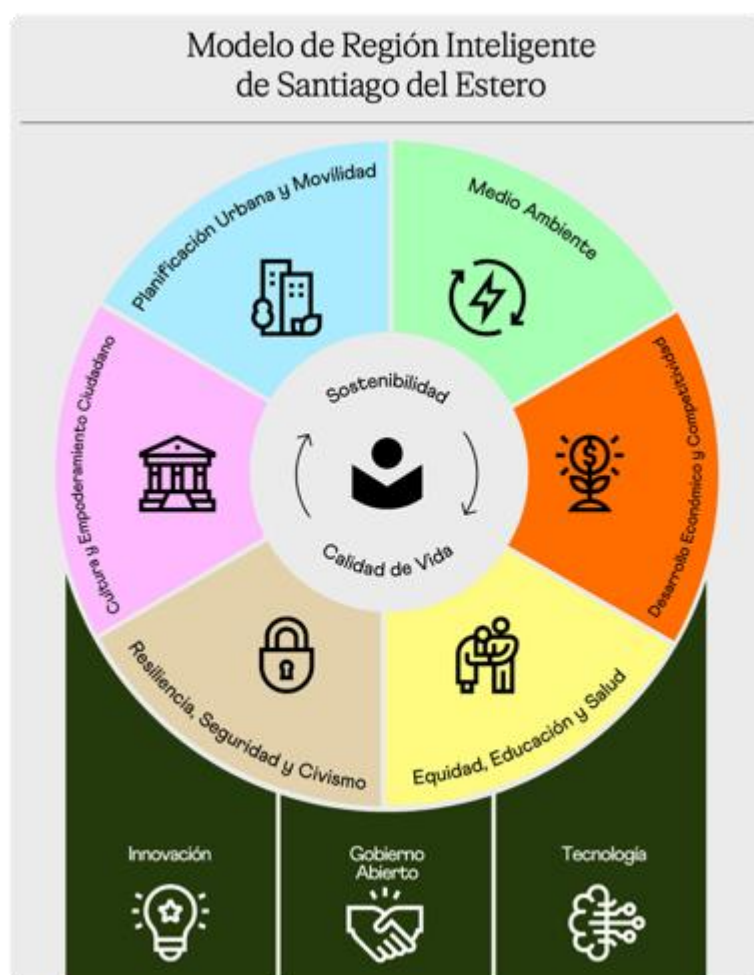 Modelo de Región Inteligente
de Santiago del Estero
Planificación Urbana y Movilidad
Medio Ambiente
Desarrollo Económico y Competitividad
Equidad, Educación y Salud
Resiliencia, Seguridad y Civismo
Cultura y Empoderamiento Ciudadano
Sostenibilidad
Calidad de Vida
Innovación
Gobierno
Abierto
Tecnología